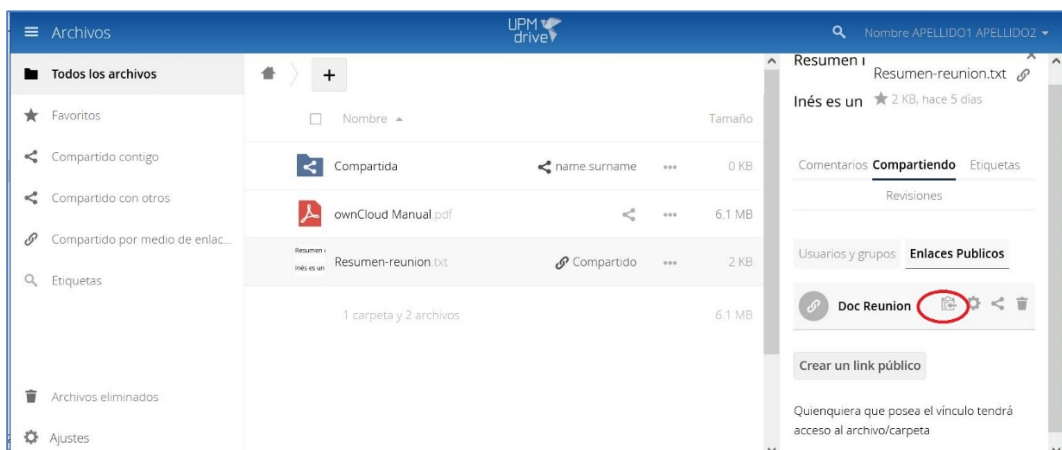 Archivos
UPM drive
Nombre APELLIDO1 APELLIDO2
Todos los archivos
Favoritos
Compartido contigo
Compartido con otros
Compartido por medio de enlac...
Etiquetas
Archivos eliminados
Ajustes
+
Nombre
Tamaño
Compartida
name.surname
0 KB
ownCloud Manual.pdf
6.1 MB
Resumen i
Inés es un
Resumen-reunion.txt
Compartido
2 KB
1 carpeta y 2 archivos
6.1 MB
Resumen i
Resumen-reunion.txt
Inés es un
2 KB, hace 5 días
Comentarios Compartiendo Etiquetas
Revisiones
Usuarios y grupos Enlaces Publicos
Doc Reunion
Crear un link público
Quienquiera que posea el vínculo tendrá
acceso al archivo/carpeta